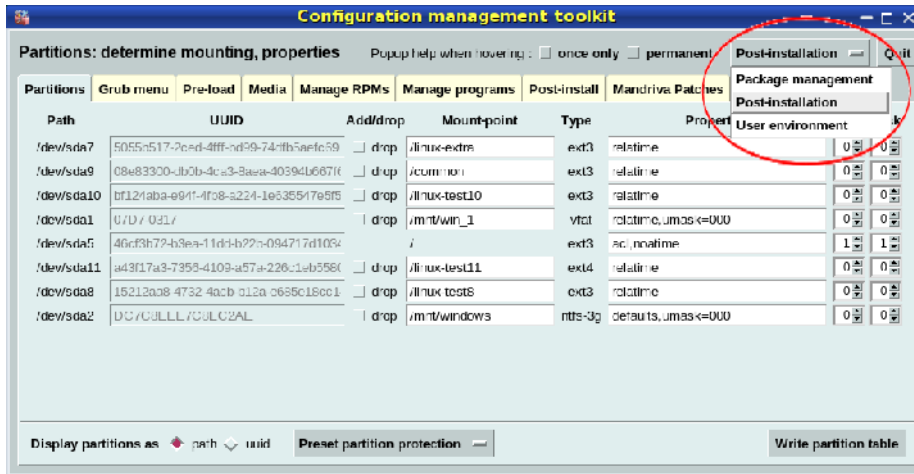 Configuration management toolkit
Partitions: determine mounting, properties Popup help when hovering : once only permanent Post-installation Quit
Package management
Post-installation
User environment
Partitions Grub menu Pre-load Media Manage RPMs Manage programs Post-install Mandriva Patches
Path UUID Add/drop Mount-point Type
/dev/sda7 drop /linux-extra ext3 relatime 0 0
/dev/sda9 drop /common ext3 relatime 0 0
/dev/sda10 drop /linux-test10 ext3 relatime 0 0
/dev/sda1 07D7-0317 drop /mnt/win_1 vfat relatime,umask=000 0 0
/dev/sda5 / ext3 acl,noatime 1 1
/dev/sda11 drop /linux-test11 ext4 relatime 0 0
/dev/sda8 drop /linux-test8 ext3 relatime 0 0
/dev/sda2 drop /mnt/windows ntfs-3g defaults,umask=000 0 0
Display partitions as path uuid Preset partition protection Write partition table